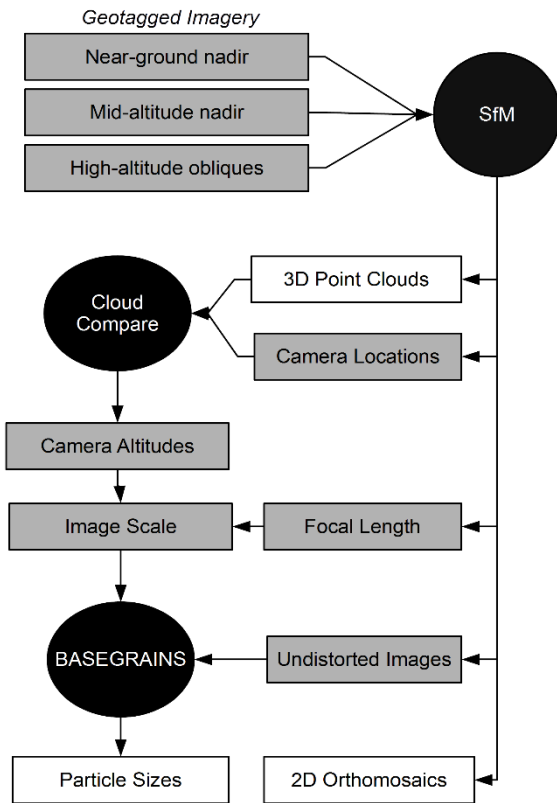 Geotagged Imagery
Near-ground nadir
Mid-altitude nadir
High-altitude obliques
SfM
3D Point Clouds
Cloud
Compare
Camera Locations
Camera Altitudes
Image Scale
Focal Length
BASEGRAINS
Undistorted Images
Particle Sizes
2D Orthomosaics